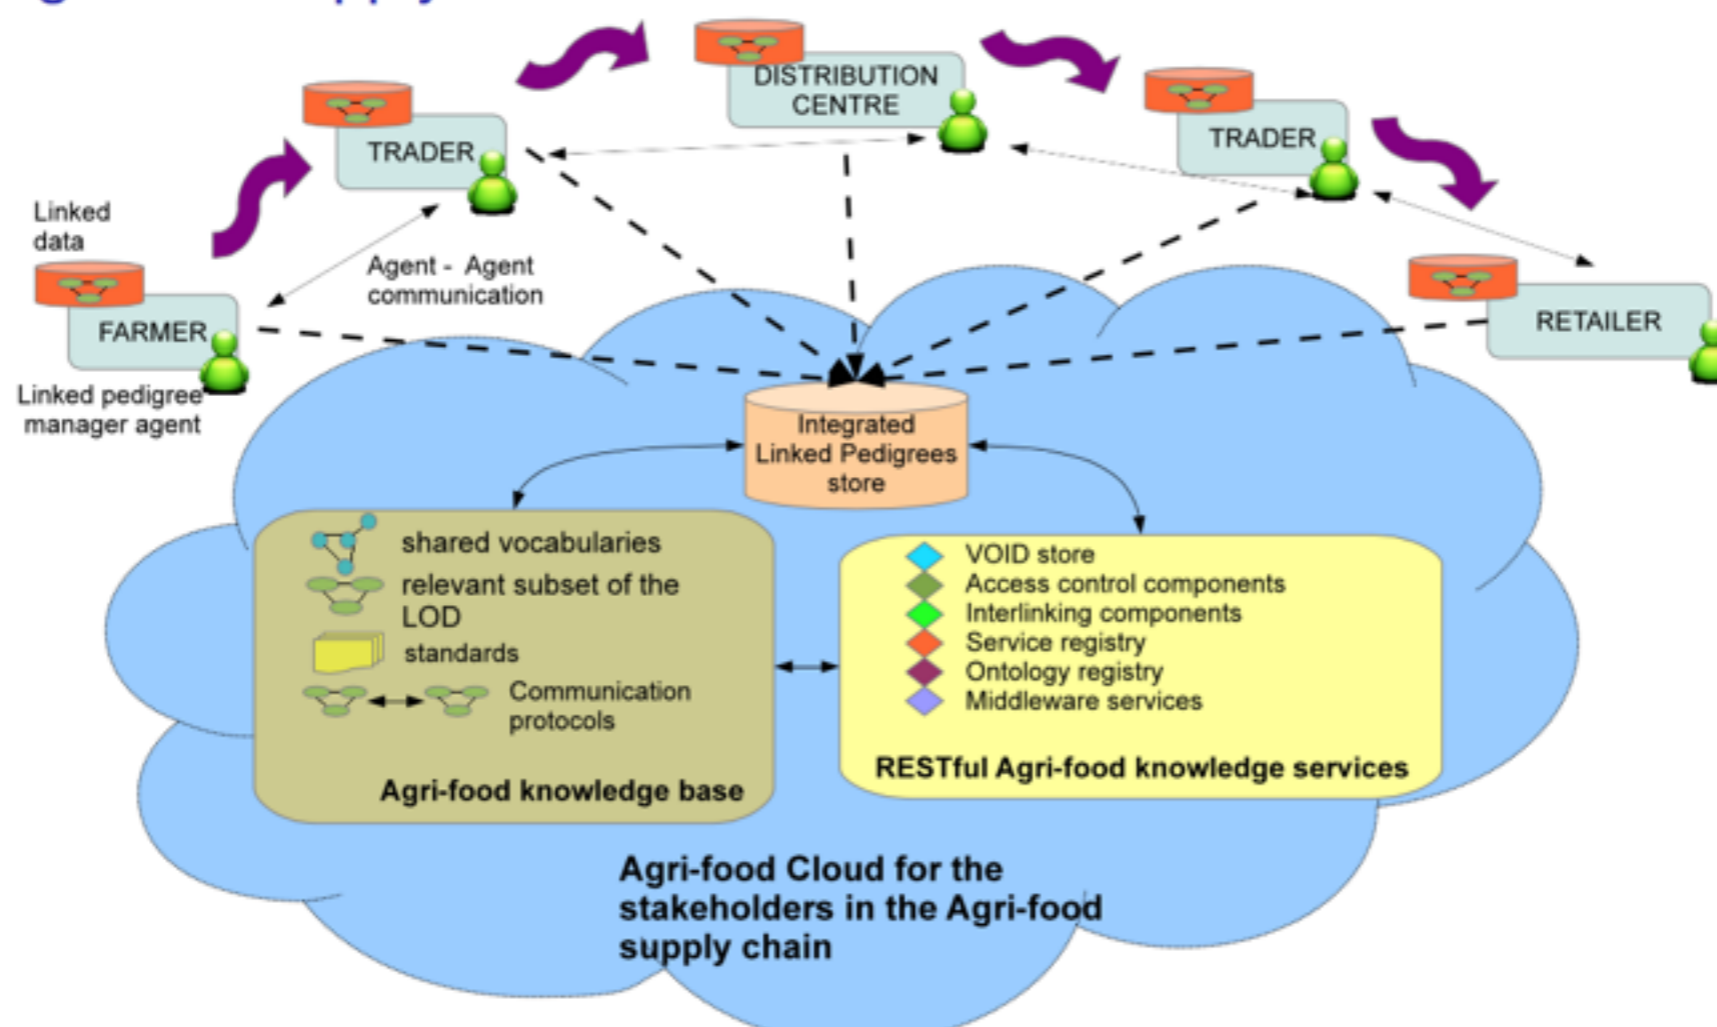 DISTRIBUTION
CENTRE
TRADER
TRADER
Linked
data
Agent - Agent
communication
FARMER
RETAILER
Linked pedigree
manager agent
Integrated
Linked Pedigrees
store
shared vocabularies
relevant subset of the
LOD
standards
Communication
protocols
Agri-food knowledge base
VOID store
Access control components
Interlinking components
Service registry
Ontology registry
Middleware services
RESTful Agri-food knowledge services
Agri-food Cloud for the
stakeholders in the Agri-food
supply chain